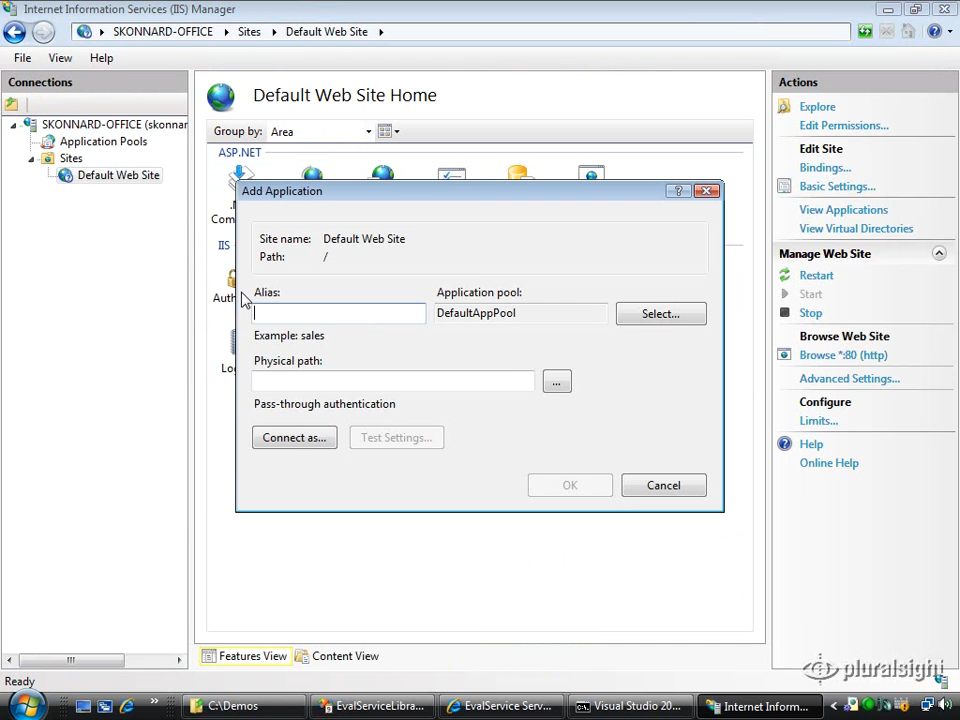 Internet Information Services (IIS) Manager
SKONNARD-OFFICE
Sites
Default Web Site
File
View
Help
Connections
SKONNARD-OFFICE (skonnar
Application Pools
Sites
Default Web Site
Default Web Site Home
Group by:
Area
ASP.NET
Com
IIS
Auth
Lo
Add Application
Site name: Default Web Site
Path: /
Alias:
Application pool:
DefaultAppPool
Select...
Example: sales
Physical path:
...
Pass-through authentication
Connect as...
Test Settings...
OK
Cancel
Features View
Content View
Actions
Explore
Edit Permissions...
Edit Site
Bindings...
Basic Settings...
View Applications
View Virtual Directories
Manage Web Site
Restart
Start
Stop
Browse Web Site
Browse *:80 (http)
Advanced Settings...
Configure
Limits...
Help
Online Help
pluralsight
Ready
C:\Demos
EvalServiceLibra...
EvalService Serv...
Visual Studio 20...
Internet Inform...